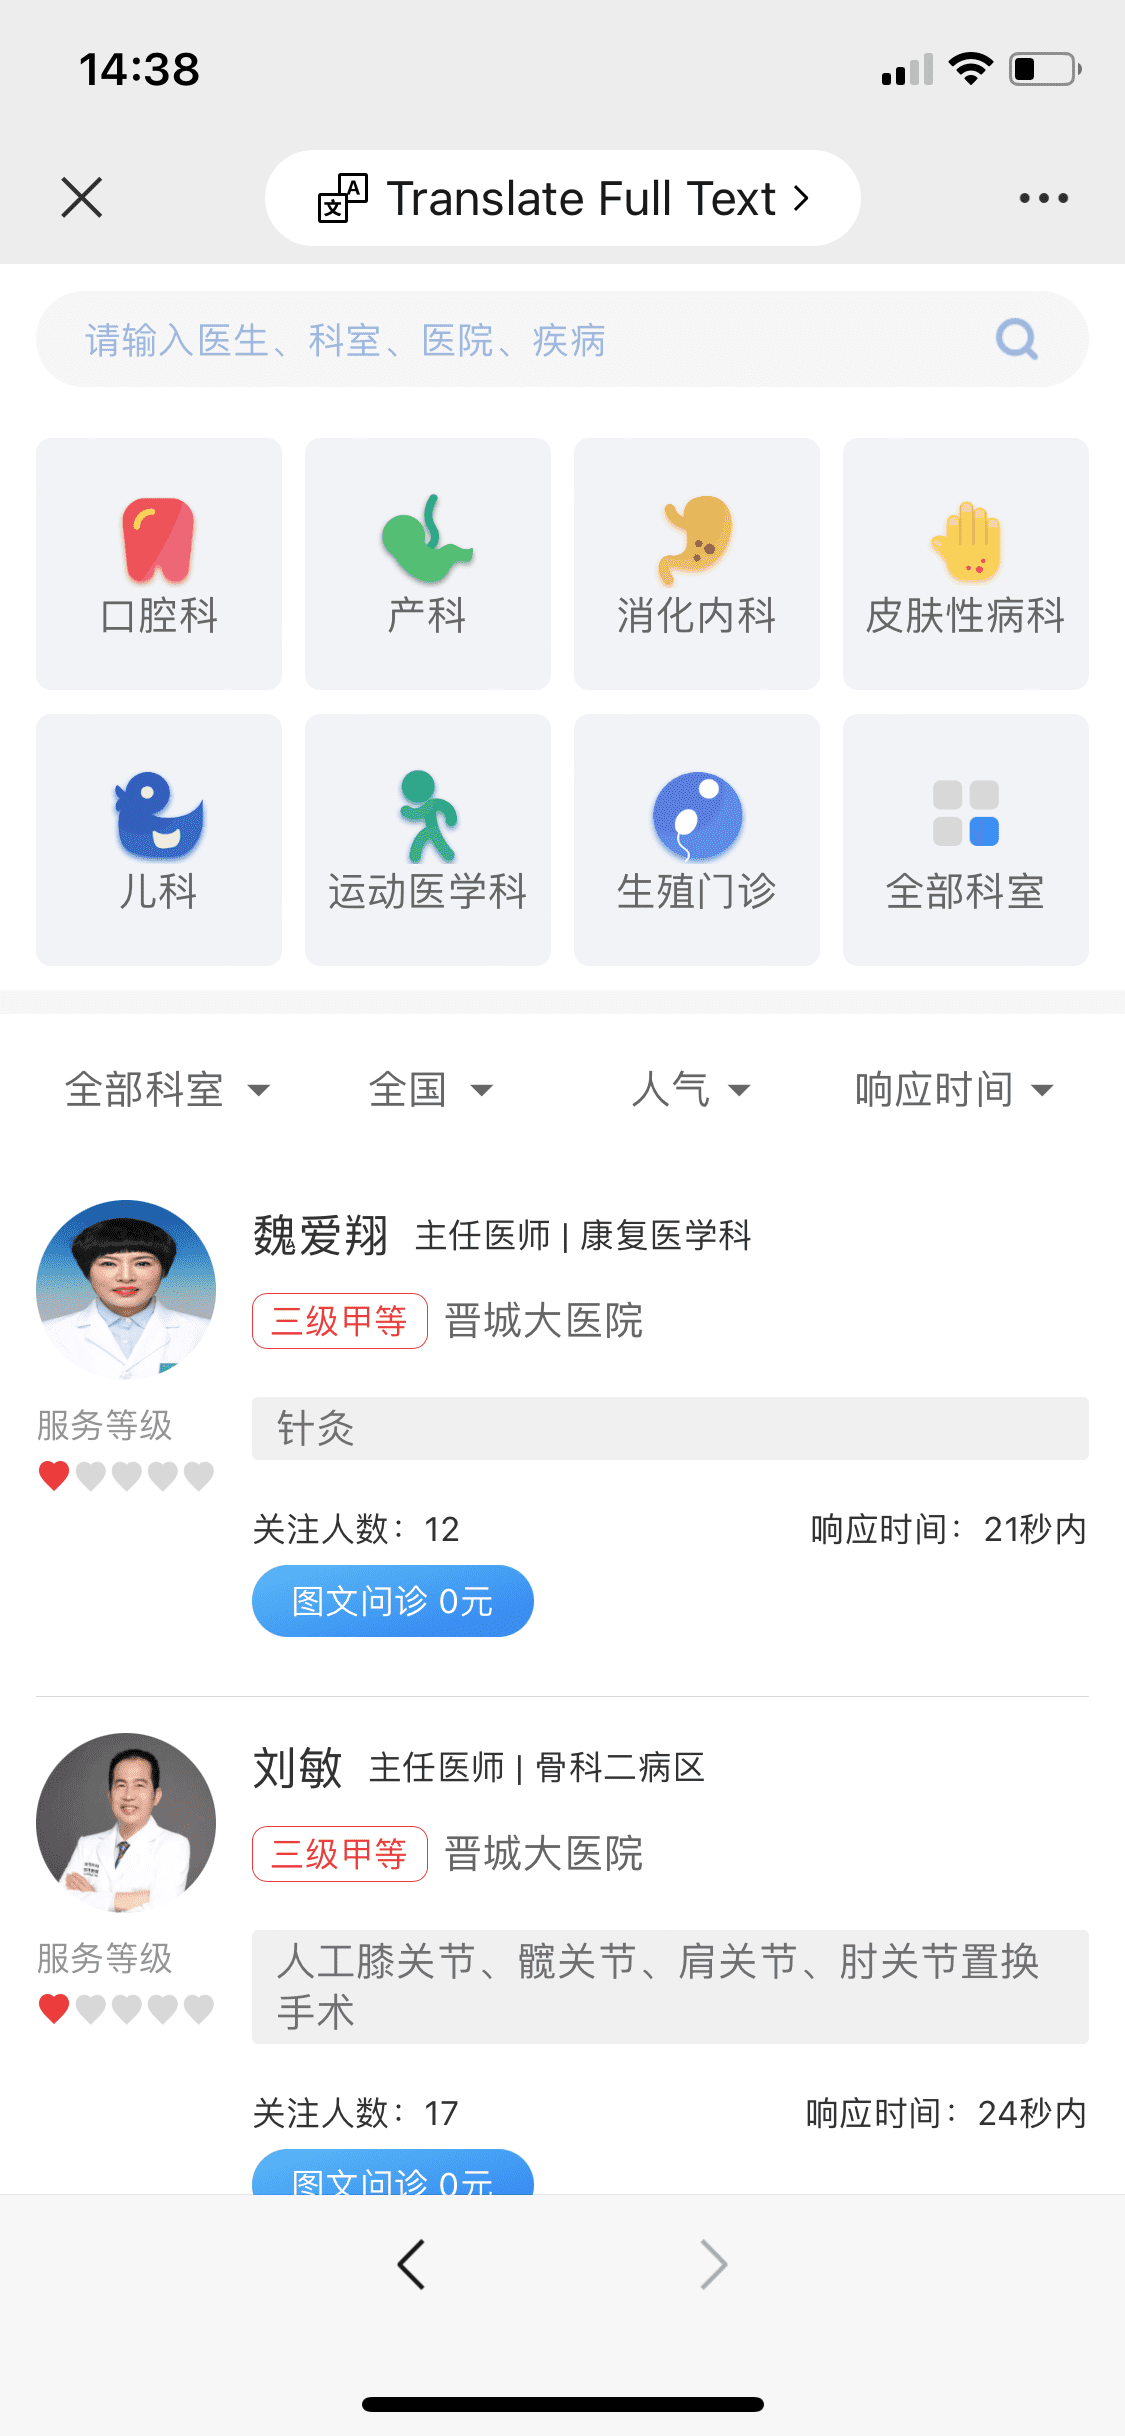 14:38
Translate Full Text
请输入医生、科室、医院、疾病
口腔科
产科
消化内科
皮肤性病科
儿科
运动医学科
生殖门诊
全部科室
全部科室
全国
人气
响应时间
魏爱翔 主任医师 | 康复医学科
三级甲等 晋城大医院
服务等级
针灸
关注人数：12
响应时间：21秒内
图文问诊 0元
刘敏 主任医师 | 骨科二病区
三级甲等 晋城大医院
服务等级
人工膝关节、髋关节、肩关节、肘关节置换
手术
关注人数：17
响应时间：24秒内
图文问诊 0元